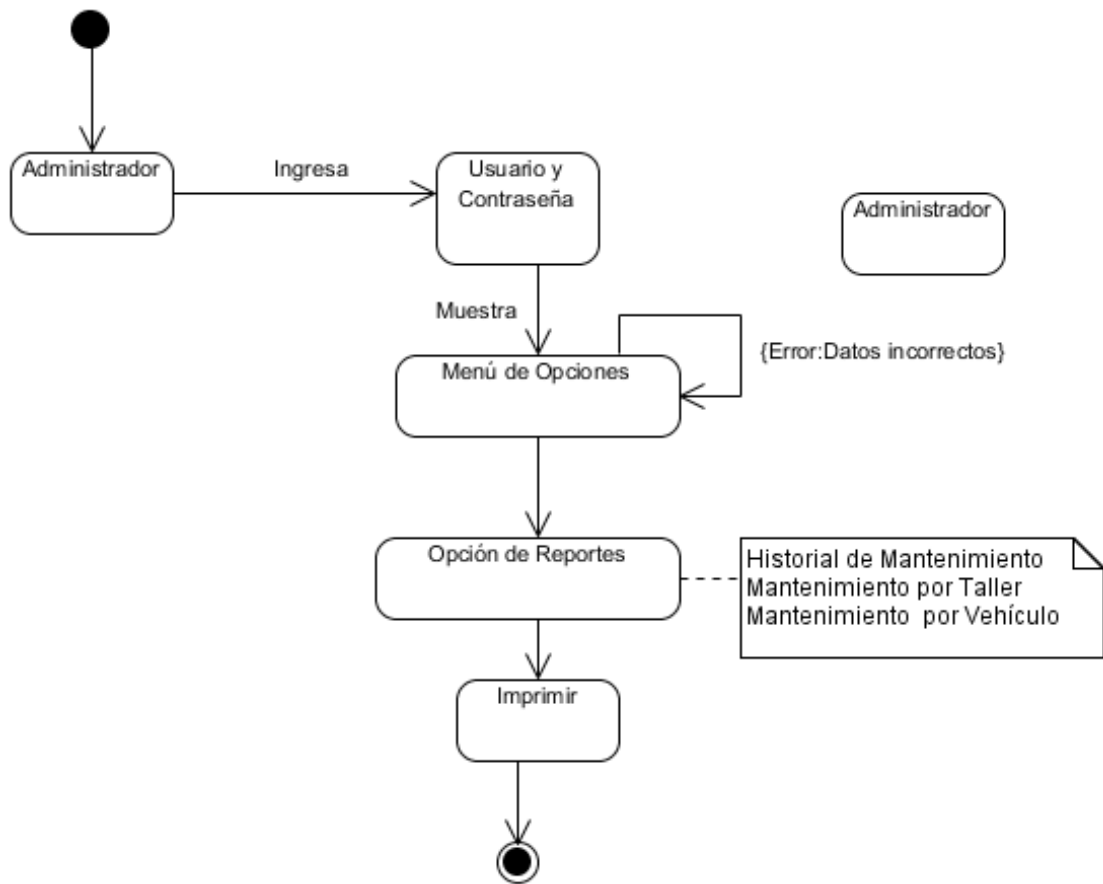 Administrador
Ingresa
Usuario y
Contraseña
Administrador
Muestra
{Error:Datos incorrectos}
Menú de Opciones
Opción de Reportes
Historial de Mantenimiento
Mantenimiento por Taller
Mantenimiento por Vehículo
Imprimir